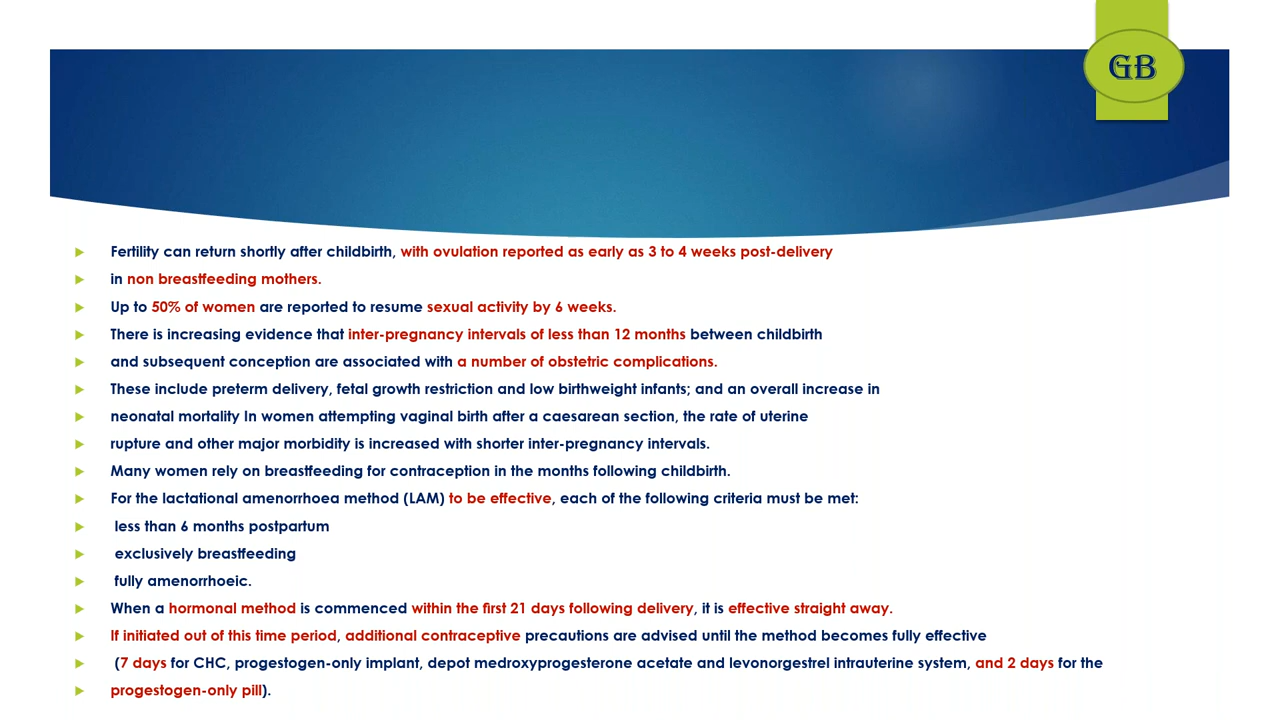 GB
Fertility can return shortly after childbirth, with ovulation reported as early as 3 to 4 weeks post-delivery
in non breastfeeding mothers.
Up to 50% of women are reported to resume sexual activity by 6 weeks.
There is increasing evidence that inter-pregnancy intervals of less than 12 months between childbirth
and subsequent conception are associated with a number of obstetric complications.
These include preterm delivery, fetal growth restriction and low birthweight infants; and an overall increase in
neonatal mortality In women attempting vaginal birth after a caesarean section, the rate of uterine
rupture and other major morbidity is increased with shorter inter-pregnancy intervals.
Many women rely on breastfeeding for contraception in the months following childbirth.
For the lactational amenorrhoea method (LAM) to be effective, each of the following criteria must be met:
less than 6 months postpartum
exclusively breastfeeding
fully amenorrhoeic.
When a hormonal method is commenced within the first 21 days following delivery, it is effective straight away.
If initiated out of this time period, additional contraceptive precautions are advised until the method becomes fully effective
(7 days for CHC, progestogen-only implant, depot medroxyprogesterone acetate and levonorgestrel intrauterine system, and 2 days for the
progestogen-only pill).